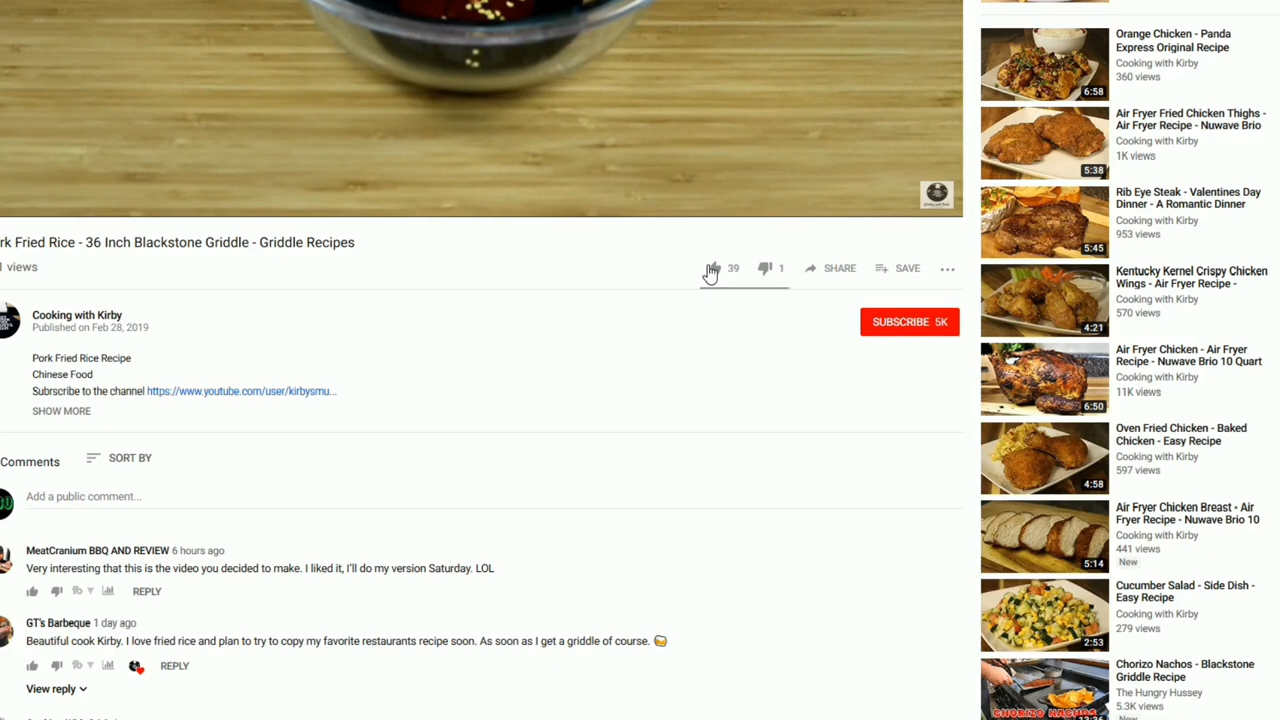 rk Fried Rice - 36 Inch Blackstone Griddle - Griddle Recipes
views
39
1
SHARE
SAVE
Cooking with Kirby
Published on Feb 28, 2019
SUBSCRIBE 5K
Pork Fried Rice Recipe
Chinese Food
Subscribe to the channel https://www.youtube.com/user/kirbysmu...
SHOW MORE
Comments
SORT BY
Add a public comment...
MeatCranium BBQ AND REVIEW 6 hours ago
Very interesting that this is the video you decided to make. I liked it, I'll do my version Saturday. LOL
REPLY
GT's Barbeque 1 day ago
Beautiful cook Kirby. I love fried rice and plan to try to copy my favorite restaurants recipe soon. As soon as I get a griddle of course. 🍻
REPLY
View reply
Orange Chicken - Panda
Express Original Recipe
Cooking with Kirby
360 views
6:58
Air Fryer Fried Chicken Thighs -
Air Fryer Recipe - Nuwave Brio
Cooking with Kirby
1K views
5:38
Rib Eye Steak - Valentines Day
Dinner - A Romantic Dinner
Cooking with Kirby
953 views
5:45
Kentucky Kernel Crispy Chicken
Wings - Air Fryer Recipe -
Cooking with Kirby
570 views
4:21
Air Fryer Chicken - Air Fryer
Recipe - Nuwave Brio 10 Quart
Cooking with Kirby
11K views
6:50
Oven Fried Chicken - Baked
Chicken - Easy Recipe
Cooking with Kirby
597 views
4:58
Air Fryer Chicken Breast - Air
Fryer Recipe - Nuwave Brio 10
Cooking with Kirby
441 views
New
5:14
Cucumber Salad - Side Dish -
Easy Recipe
Cooking with Kirby
279 views
2:53
Chorizo Nachos - Blackstone
Griddle Recipe
The Hungry Hussey
5.3K views
CHORIZO NACHOS